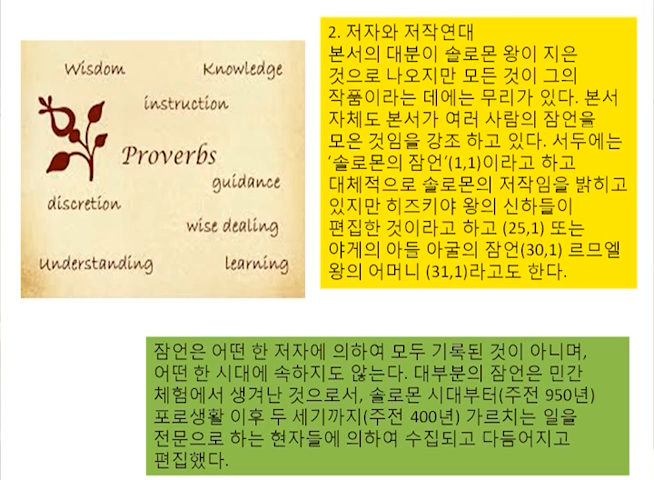 Wisdom Knowledge
instruction
Proverbs
guidance
discretion
wise dealing
Understanding learning
2. 저자와 저작연대
본서의 대분이 솔로몬 왕이 지은
것으로 나오지만 모든 것이 그의
작품이라는 데에는 무리가 있다. 본서
자체도 본서가 여러 사람의 잠언을
모은 것임을 강조 하고 있다. 서두에는
‘솔로몬의 잠언‘(1,1)이라고 하고
대체적으로 솔로몬의 저작임을 밝히고
있지만 히즈키야 왕의 신하들이
편집한 것이라고 하고 (25,1) 또는
야게의 아들 아굴의 잠언(30,1) 르므엘
왕의 어머니 (31,1)라고도 한다.
잠언은 어떤 한 저자에 의하여 모두 기록된 것이 아니며,
어떤 한 시대에 속하지도 않는다. 대부분의 잠언은 민간
체험에서 생겨난 것으로서, 솔로몬 시대부터(주전 950년)
포로생활 이후 두 세기까지(주전 400년) 가르치는 일을
전문으로 하는 현자들에 의하여 수집되고 다듬어지고
편집했다.